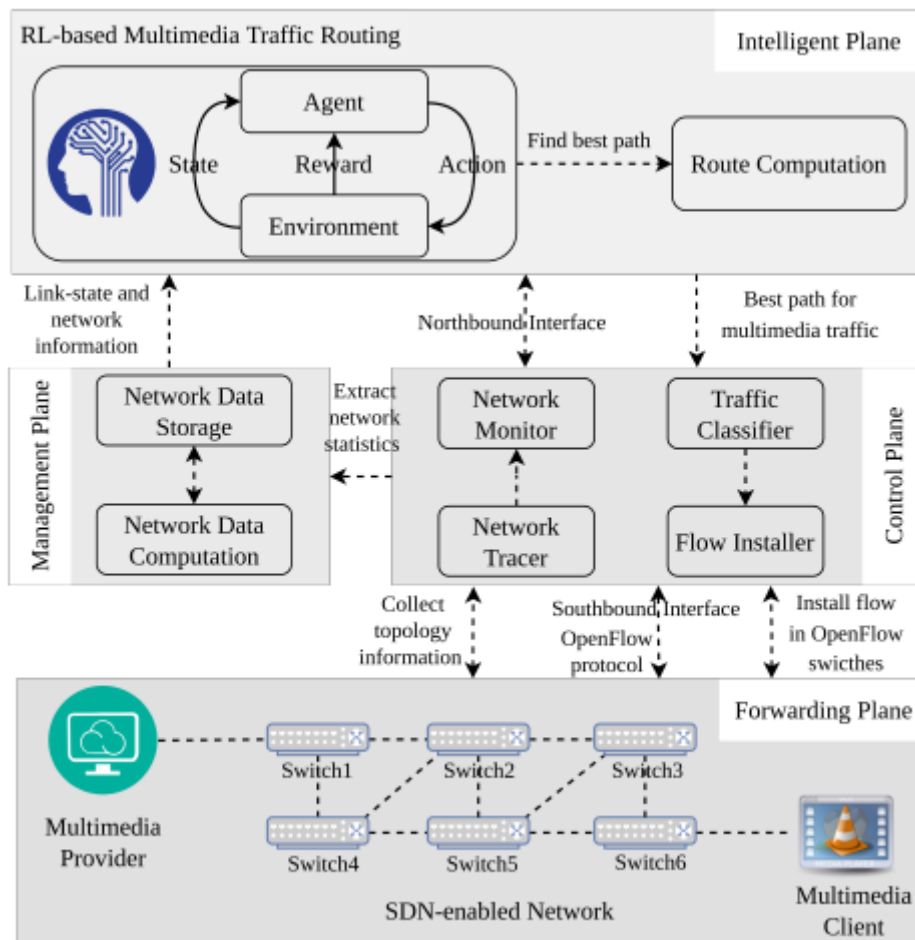 RL-based Multimedia Traffic Routing
Intelligent Plane
Agent
State
Reward
Action
Environment
Find best path
Route Computation
Link-state and
network
information
Northbound Interface
Best path for
multimedia traffic
Management Plane
Network Data
Storage
Network Data
Computation
Extract
network
statistics
Network
Monitor
Network
Tracer
Traffic
Classifier
Flow Installer
Control Plane
Collect
topology
information
Southbound Interface
OpenFlow
protocol
Install flow
in OpenFlow
swicthes
Forwarding Plane
Multimedia
Provider
Switch1
Switch2
Switch3
Switch4
Switch5
Switch6
SDN-enabled Network
MEDIA PLAYER
Multimedia
Client